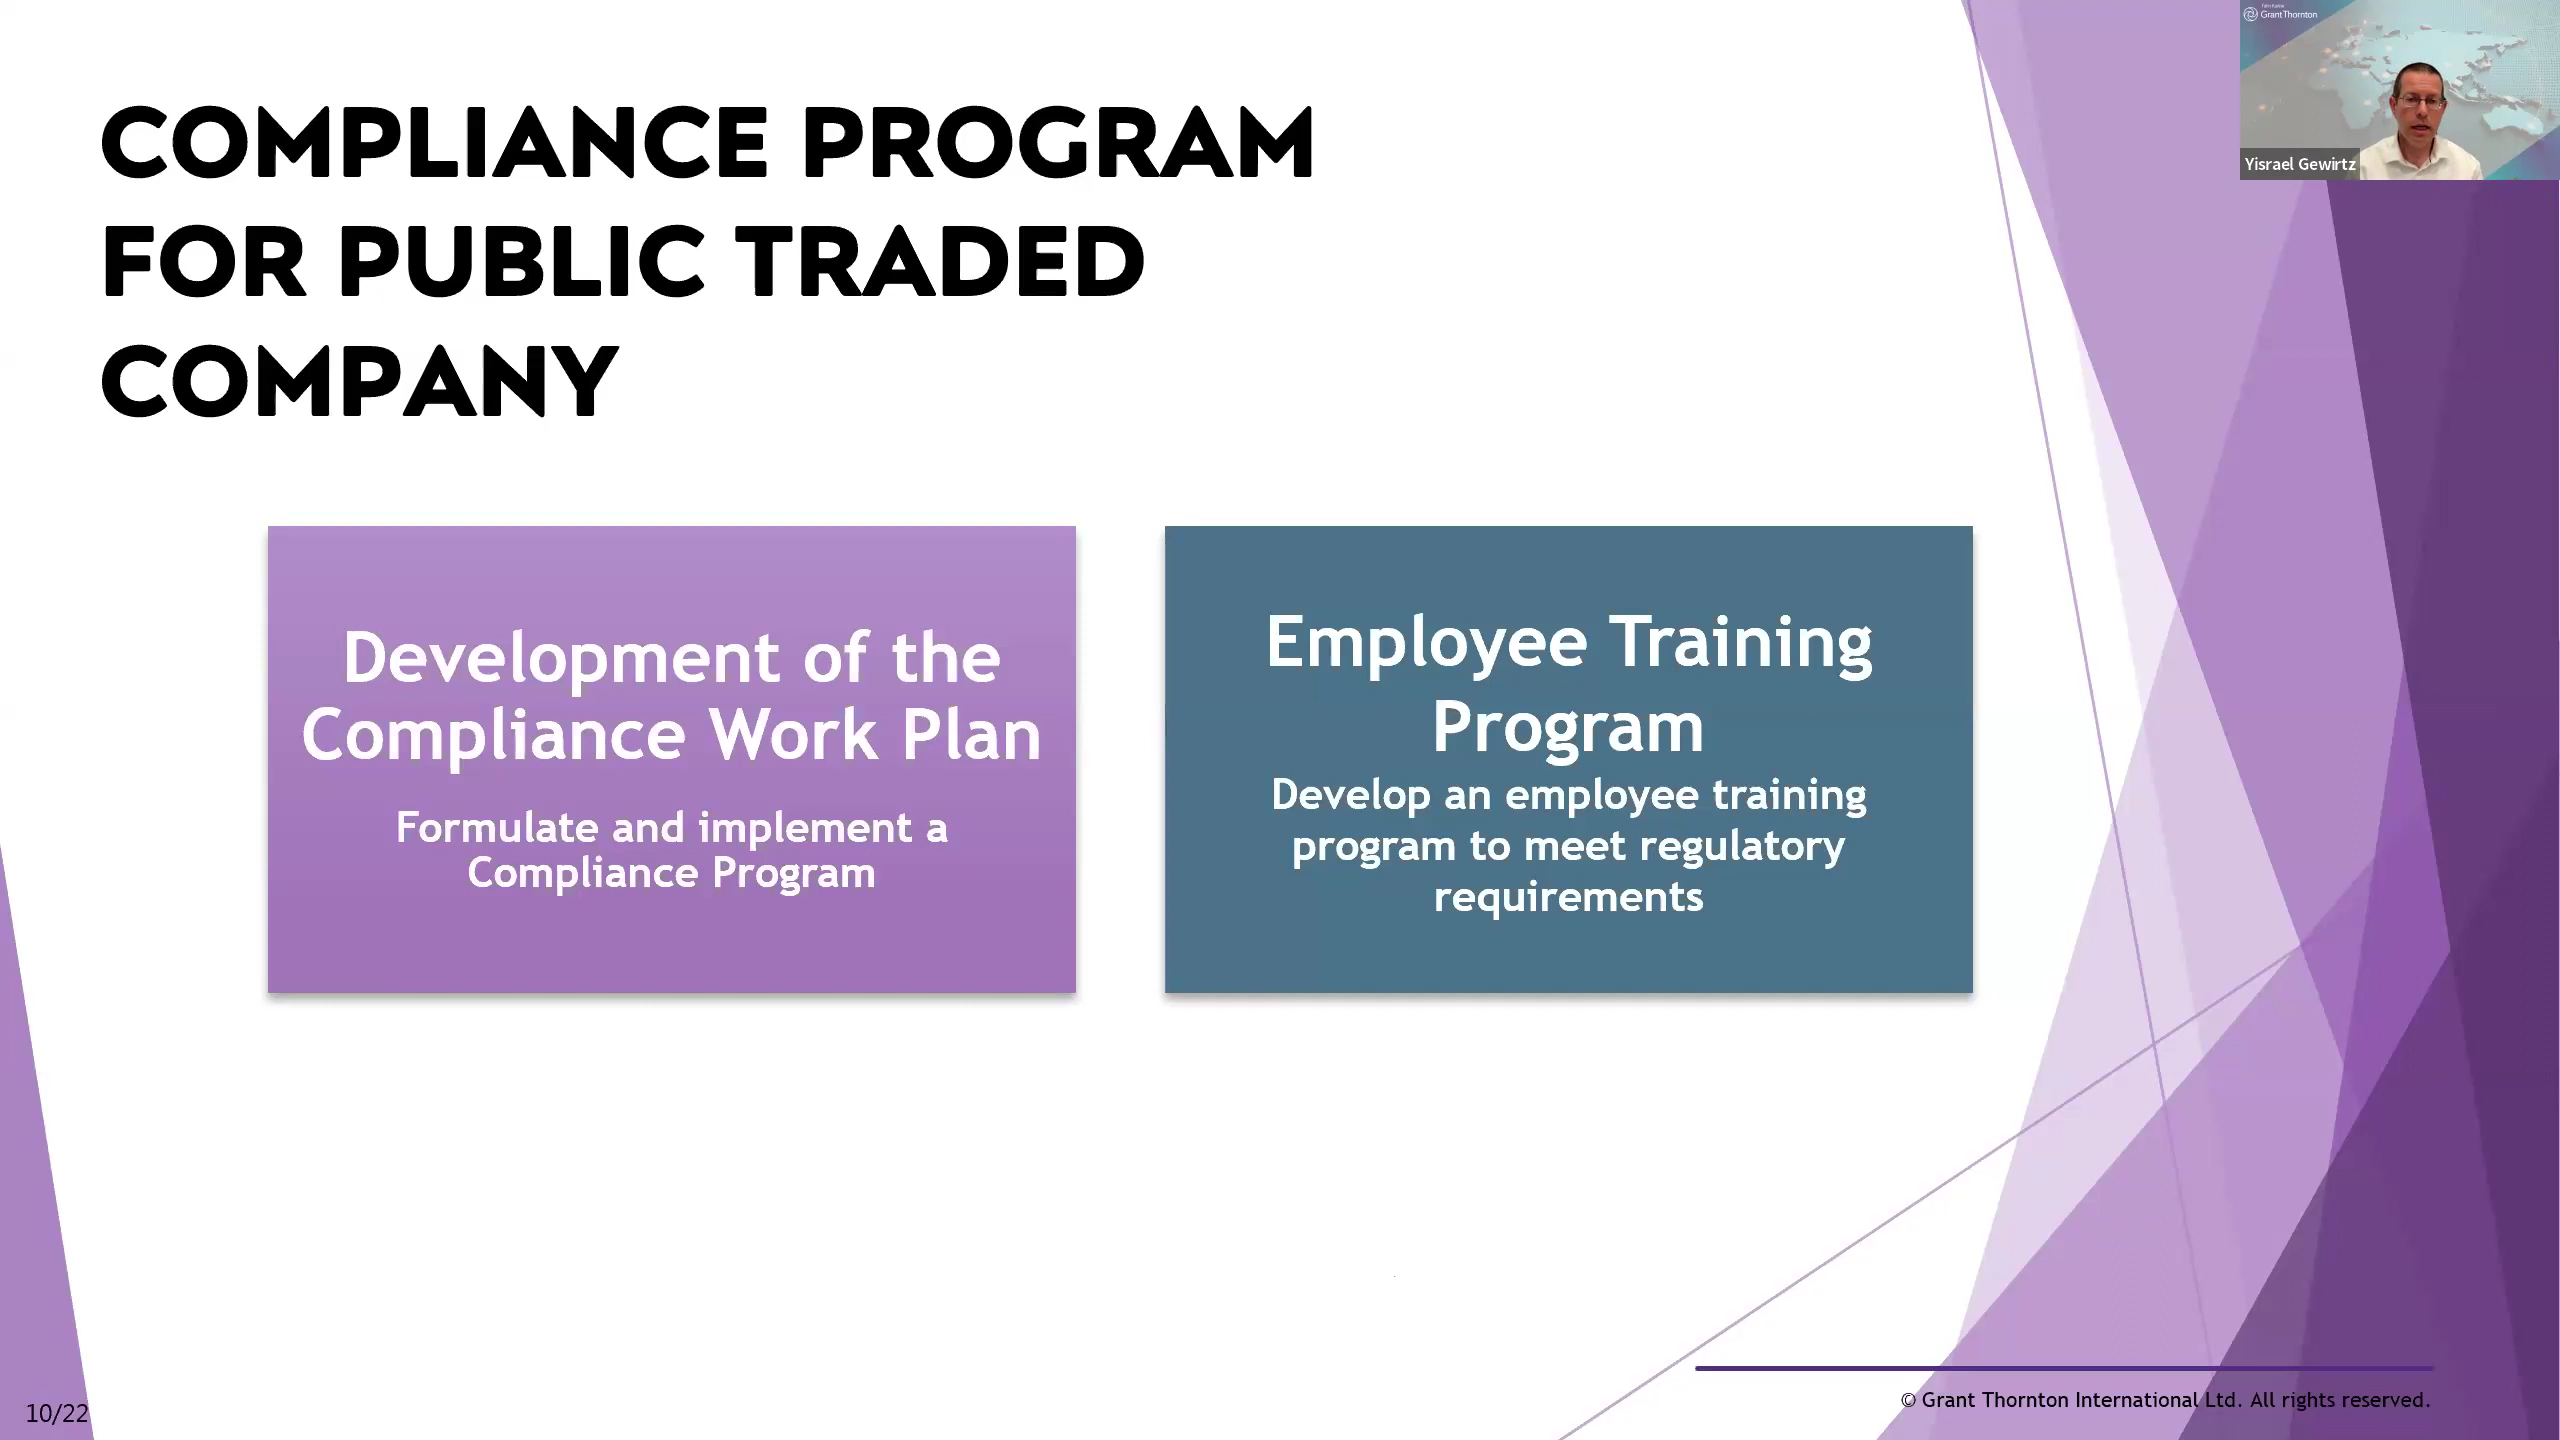 COMPLIANCE PROGRAM
FOR PUBLIC TRADED
COMPANY
Grant Thornton
Yisrael Gewirtz
Development of the
Compliance Work Plan
Formulate and implement a
Compliance Program
Employee Training
Program
Develop an employee training
program to meet regulatory
requirements
10/22
© Grant Thornton International Ltd. All rights reserved.